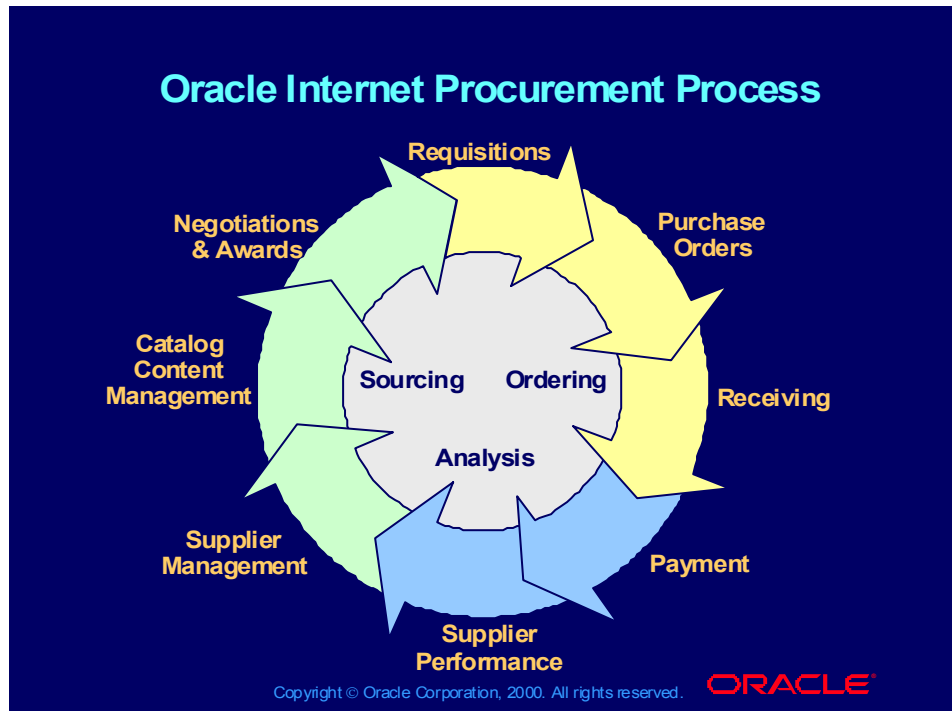 Oracle Internet Procurement Process
Requisitions
Negotiations
& Awards
Purchase
Orders
Catalog
Content
Management
Sourcing
Ordering
Receiving
Analysis
Supplier
Management
Payment
Supplier
Performance
Copyright © Oracle Corporation, 2000. All rights reserved.
ORACLE®